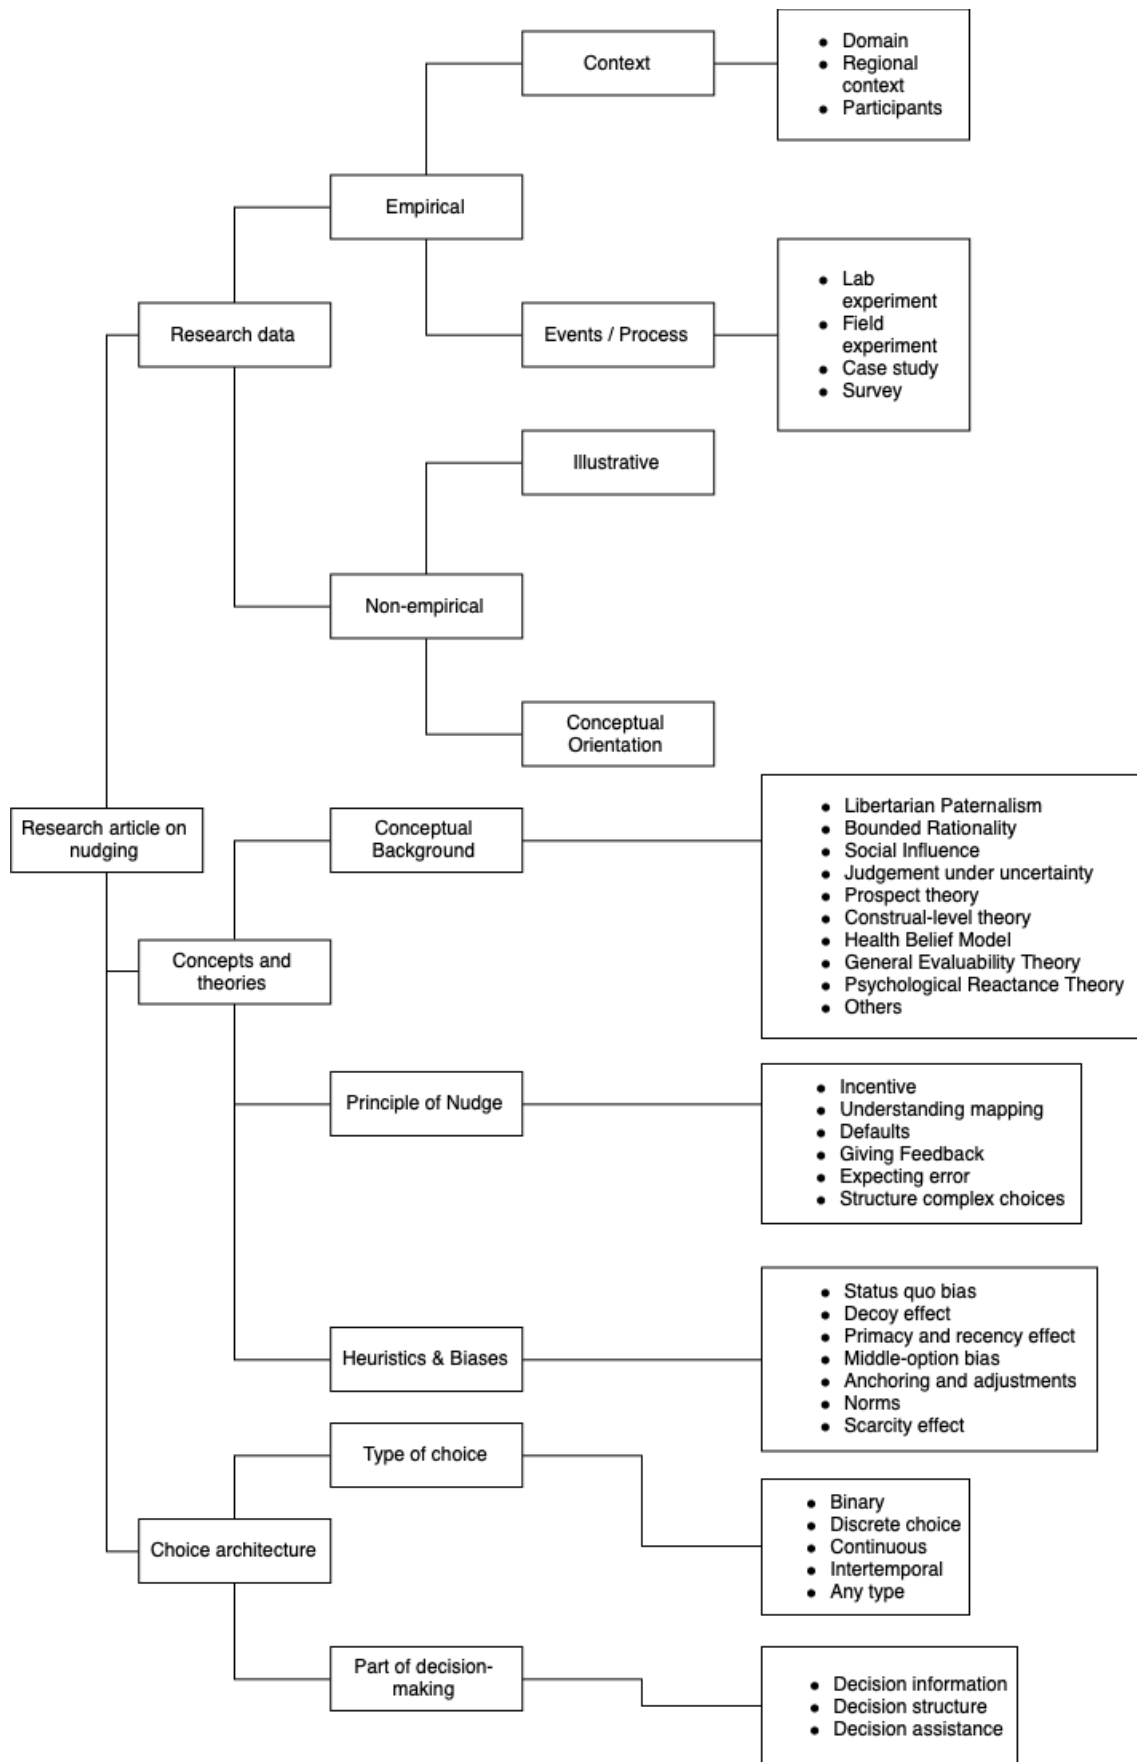 Context
● Domain
● Regional
context
● Participants
Empirical
Events / Process
● Lab
experiment
● Field
experiment
● Case study
● Survey
Research data
Illustrative
Non-empirical
Conceptual
Orientation
Research article on
nudging
Conceptual
Background
● Libertarian Paternalism
● Bounded Rationality
● Social Influence
● Judgement under uncertainty
● Prospect theory
● Construal-level theory
● Health Belief Model
● General Evaluability Theory
● Psychological Reactance Theory
● Others
Concepts and
theories
Principle of Nudge
● Incentive
● Understanding mapping
● Defaults
● Giving Feedback
● Expecting error
● Structure complex choices
Heuristics & Biases
● Status quo bias
● Decoy effect
● Primacy and recency effect
● Middle-option bias
● Anchoring and adjustments
● Norms
● Scarcity effect
Type of choice
● Binary
● Discrete choice
● Continuous
● Intertemporal
● Any type
Choice architecture
Part of decision-
making
● Decision information
● Decision structure
● Decision assistance